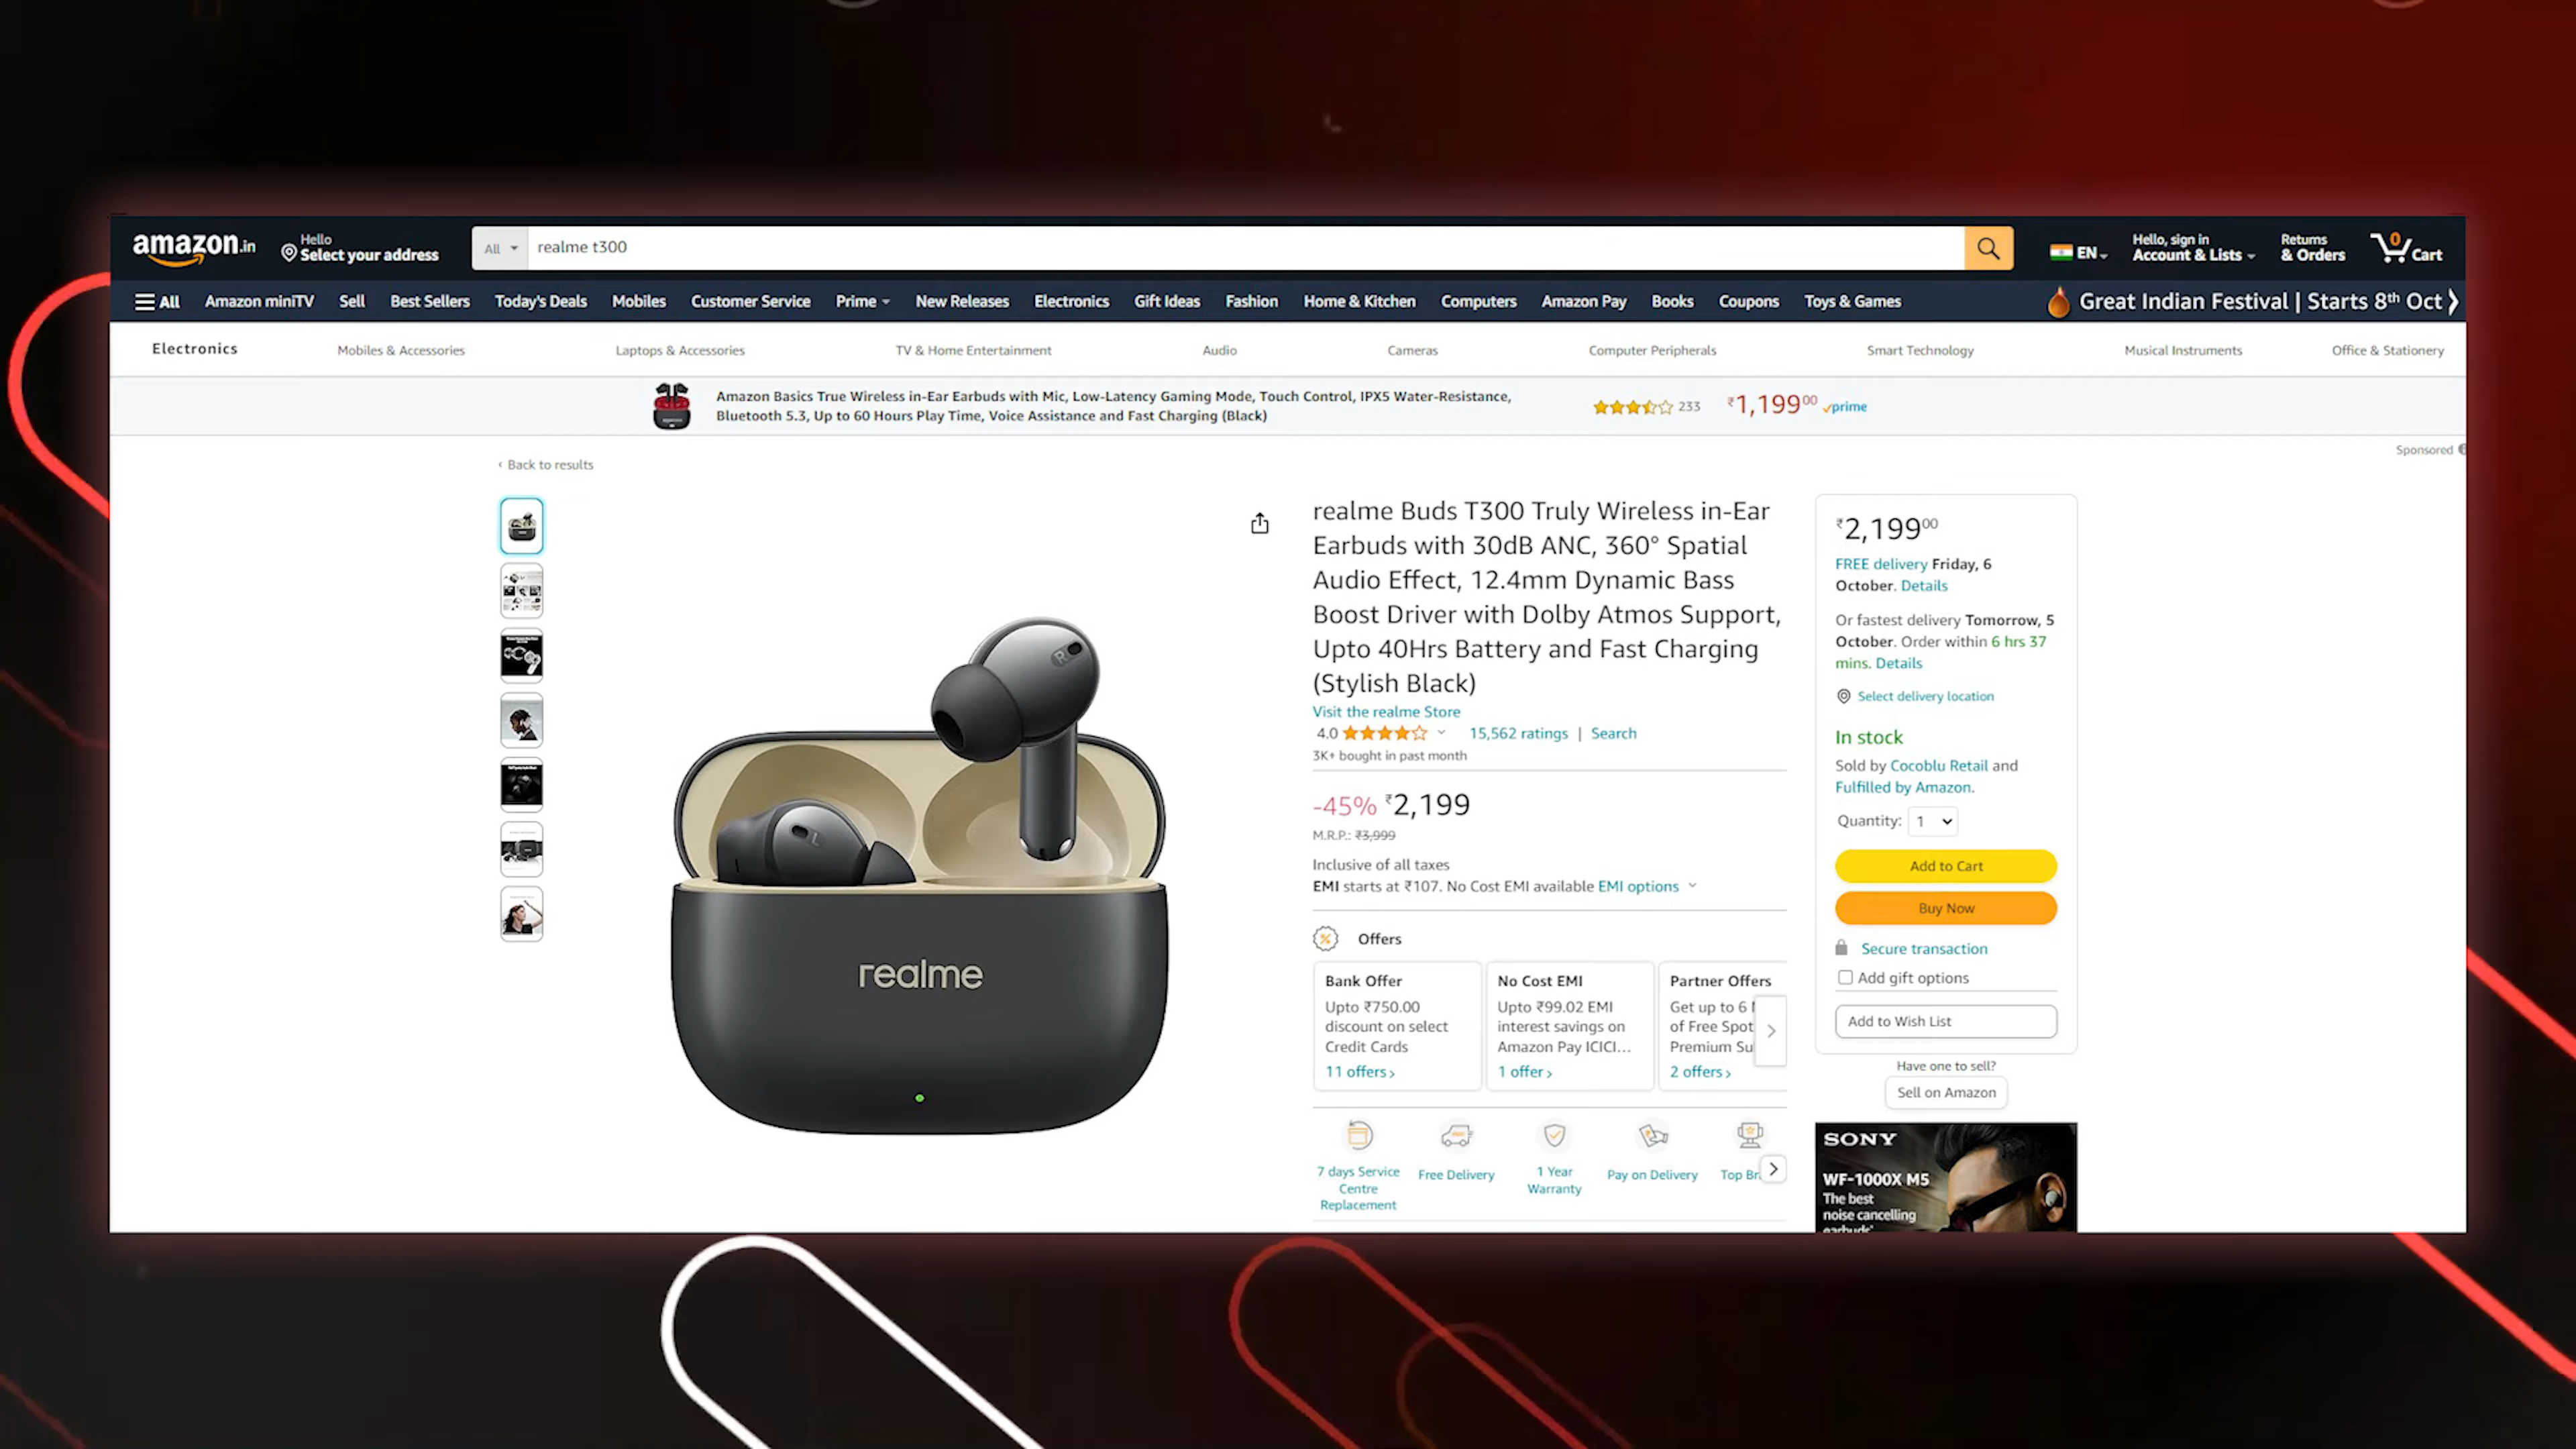 amazon.in
Hello
Select your address
All
realme t300
EN
Hello, sign in
Account & Lists
Returns
& Orders
0
Cart
All
Amazon miniTV
Sell
Best Sellers
Today's Deals
Mobiles
Customer Service
Prime
New Releases
Electronics
Gift Ideas
Fashion
Home & Kitchen
Computers
Amazon Pay
Books
Coupons
Toys & Games
Great Indian Festival | Starts 8th Oct
Electronics
Mobiles & Accessories
Laptops & Accessories
TV & Home Entertainment
Audio
Cameras
Computer Peripherals
Smart Technology
Musical Instruments
Office & Stationery
Amazon Basics True Wireless in-Ear Earbuds with Mic, Low-Latency Gaming Mode, Touch Control, IPX5 Water-Resistance,
Bluetooth 5.3, Up to 60 Hours Play Time, Voice Assistance and Fast Charging (Black)
233
₹1,19900
prime
Sponsored
‹ Back to results
R
L
realme
realme Buds T300 Truly Wireless in-Ear
Earbuds with 30dB ANC, 360° Spatial
Audio Effect, 12.4mm Dynamic Bass
Boost Driver with Dolby Atmos Support,
Upto 40Hrs Battery and Fast Charging
(Stylish Black)
Visit the realme Store
4.0
15,562 ratings | Search
3K+ bought in past month
-45% ₹2,199
M.R.P.: ₹3,999
Inclusive of all taxes
EMI starts at ₹107. No Cost EMI available EMI options
Offers
Bank Offer
Upto ₹750.00
discount on select
Credit Cards
11 offers›
No Cost EMI
Upto ₹99.02 EMI
interest savings on
Amazon Pay ICICI...
1 offer›
Partner Offers
Get up to 6
of Free Spot
Premium Su
2 offers›
7 days Service
Centre
Replacement
Free Delivery
1 Year
Warranty
Pay on Delivery
Top Br
₹2,19900
FREE delivery Friday, 6
October. Details
Or fastest delivery Tomorrow, 5
October. Order within 6 hrs 37
mins. Details
Select delivery location
In stock
Sold by Cocoblu Retail and
Fulfilled by Amazon.
Quantity: 1
Add to Cart
Buy Now
Secure transaction
Add gift options
Add to Wish List
Have one to sell?
Sell on Amazon
SONY
WF-1000X M5
The best
noise cancelling
earbuds*